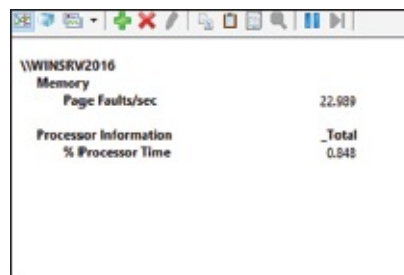 \\WINSRV2016
Memory
Page Faults/sec 22.989
Processor Information _Total
% Processor Time 0.848